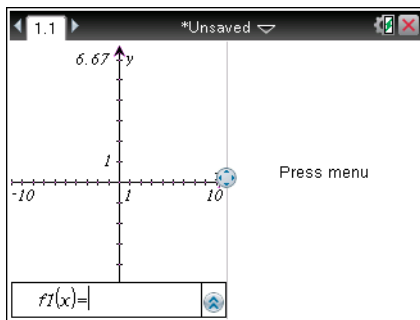 1.1 *Unsaved
6.67 y
1
-10 1 10
Press menu
f1(x)=